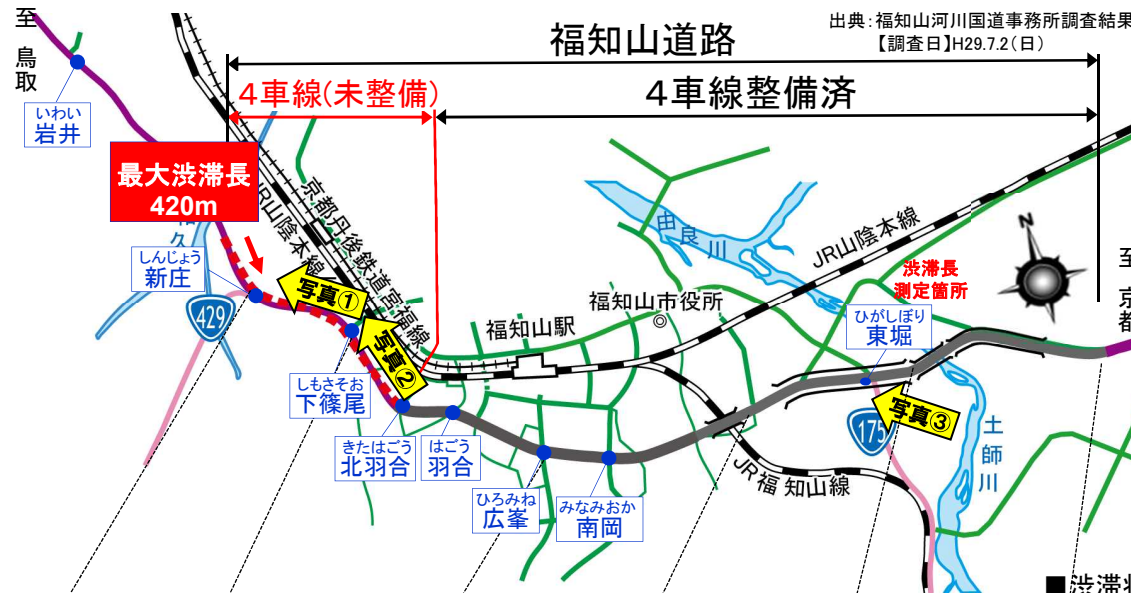 至
鳥
取
出典：福知山河川国道事務所調査結果
【調査日】H29.7.2（日）
福知山道路
4車線(未整備)
4車線整備済
いわい
岩井
最大渋滞長
420m
JR山陰本線
京都丹後鉄道宮福線
久
しんじょう
新庄
429
写真①
写真②
しもさそお
下篠尾
きたはごう
北羽合
はごう
羽合
ひろみね
広峯
みなみおか
南岡
福知山駅
福知山市役所
由良川
JR山陰本線
渋滞長
測定箇所
ひがしぼり
東堀
N
至
京
都
写真③
175
土師川
JR福知山線
■渋滞